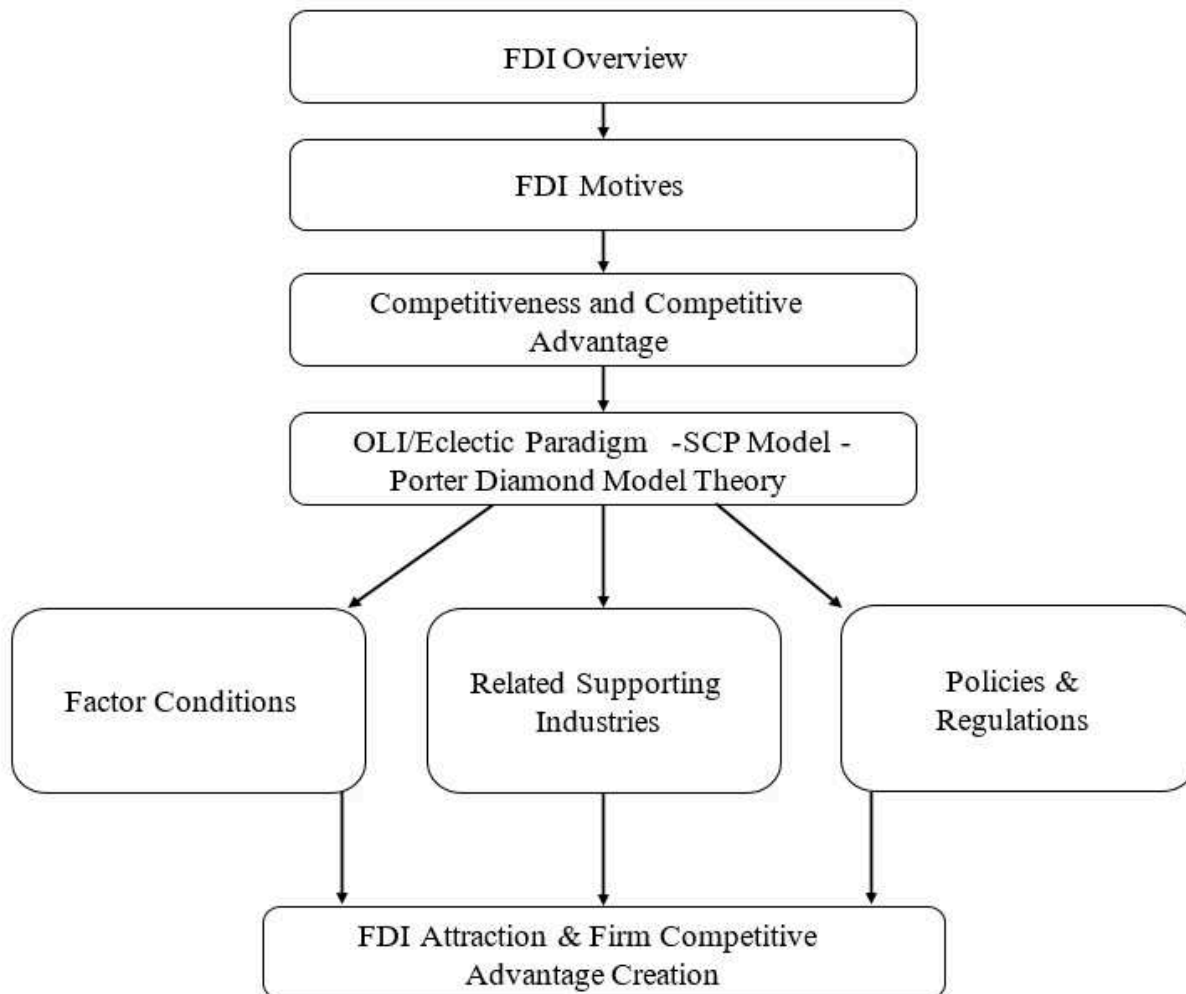 FDI Overview
FDI Motives
Competitiveness and Competitive
Advantage
OLI/Eclectic Paradigm -SCP Model -
Porter Diamond Model Theory
Factor Conditions
Related Supporting
Industries
Policies &
Regulations
FDI Attraction & Firm Competitive
Advantage Creation